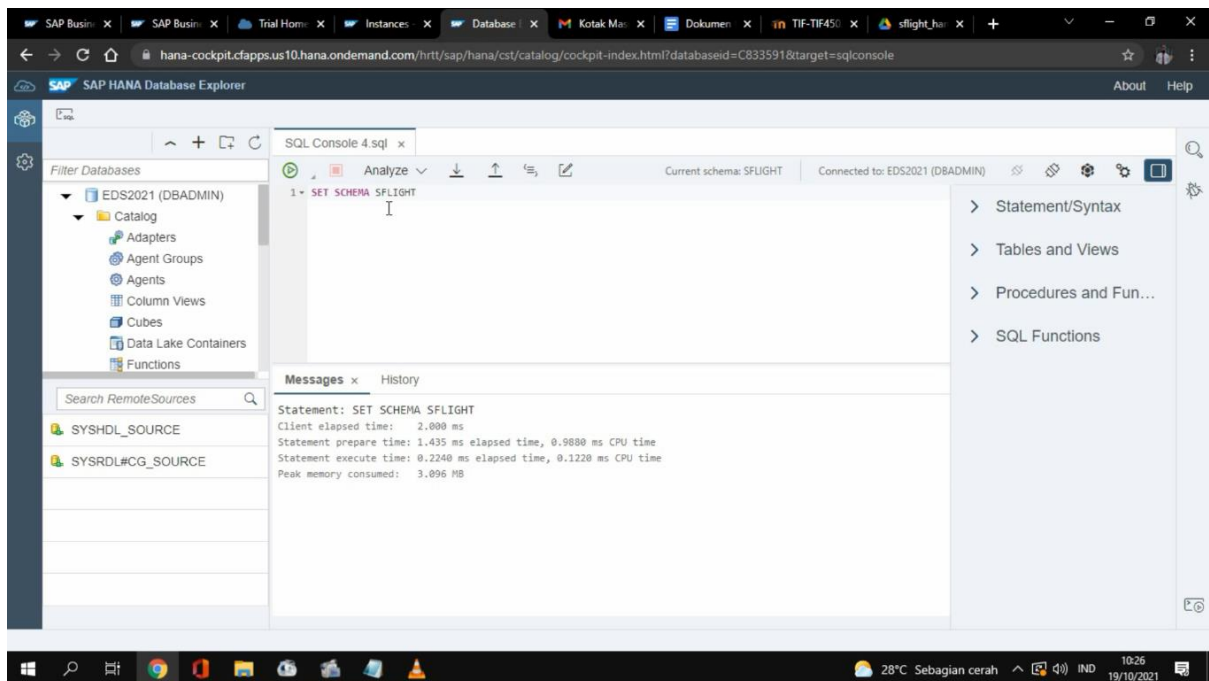 SAP Busin
SAP Busin
Trial Home
Instances -
Database E
Kotak Mas
Dokumen
TIF-TIF450
sflight_han
hana-cockpit.cfapps.us10.hana.ondemand.com/hrtt/sap/hana/cst/catalog/cockpit-index.html?databaseid=C833591&target=sqlconsole
SAP SAP HANA Database Explorer
About Help
SQL Console 4.sql
Filter Databases
Analyze
Current schema: SFLIGHT
Connected to: EDS2021 (DBADMIN)
EDS2021 (DBADMIN)
Catalog
Adapters
Agent Groups
Agents
Column Views
Cubes
Data Lake Containers
Functions
1 SET SCHEMA SFLIGHT
Statement/Syntax
Tables and Views
Procedures and Fun...
SQL Functions
Search RemoteSources
SYSHDL_SOURCE
SYSRDL#CG_SOURCE
Messages History
Statement: SET SCHEMA SFLIGHT
Client elapsed time: 2.000 ms
Statement prepare time: 1.435 ms elapsed time, 0.9880 ms CPU time
Statement execute time: 0.2240 ms elapsed time, 0.1220 ms CPU time
Peak memory consumed: 3.096 MB
28°C Sebagian cerah
IND
10:26
19/10/2021